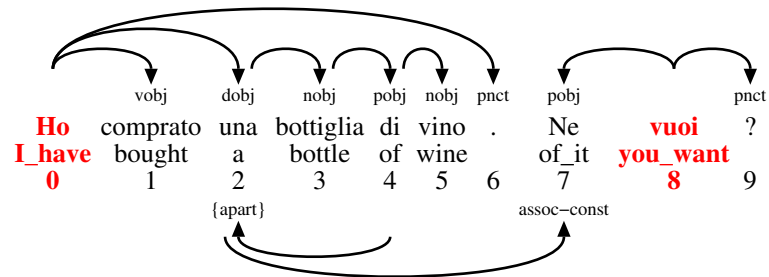 vobj dobj nobj pobj nobj pnct pobj pnct
Ho comprato una bottiglia di vino . Ne vuoi ?
I_have bought a bottle of wine of_it you_want
0 1 2 3 4 5 6 7 8 9
{apart} assoc−const